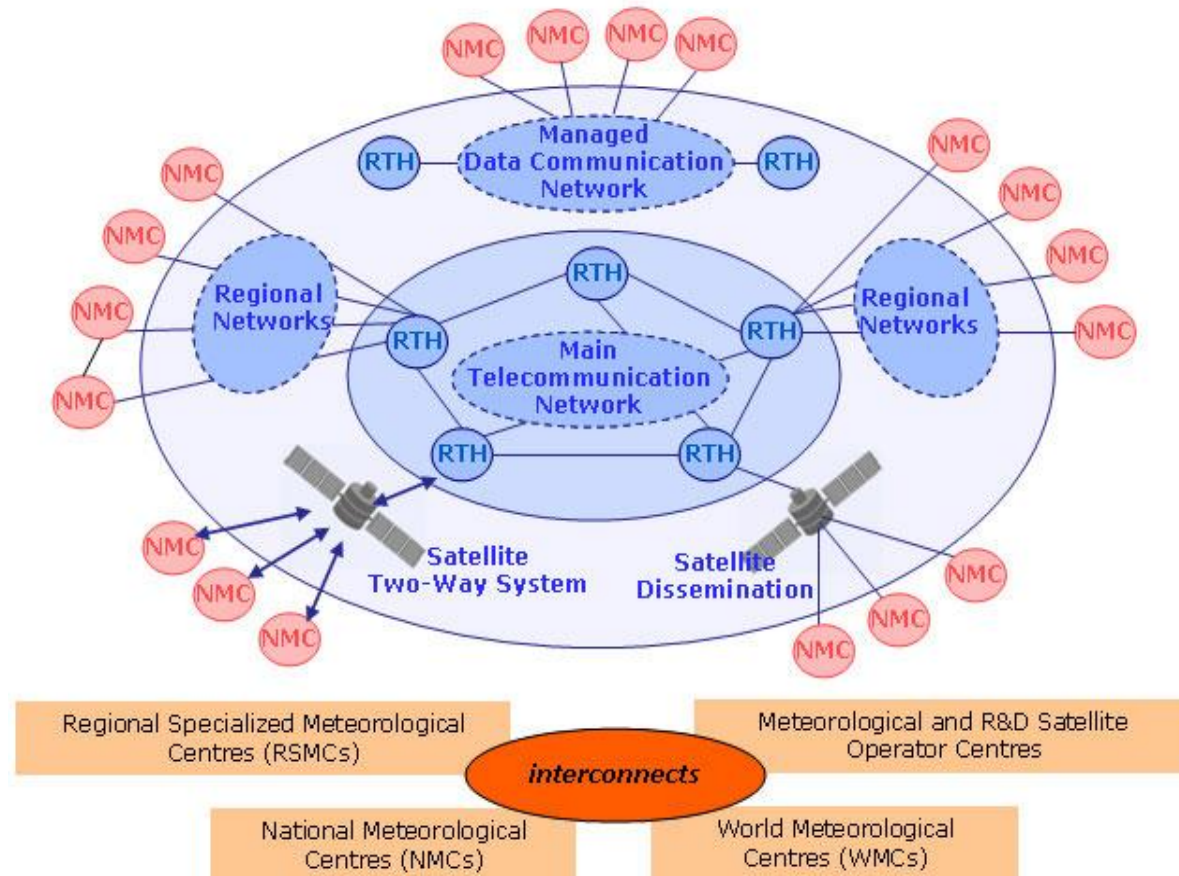 NMC
NMC
NMC
NMC
NMC
NMC
NMC
NMC
NMC
NMC
NMC
NMC
RTH
Managed
Data Communication
Network
RTH
Regional
Networks
RTH
RTH
RTH
Regional
Networks
Main
Telecommunication
Network
RTH
RTH
Satellite
Two-Way System
Satellite
Dissemination
NMC
NMC
NMC
NMC
NMC
NMC
Regional Specialized Meteorological
Centres (RSMCs)
Meteorological and R&D Satellite
Operator Centres
interconnects
National Meteorological
Centres (NMCs)
World Meteorological
Centres (WMCs)